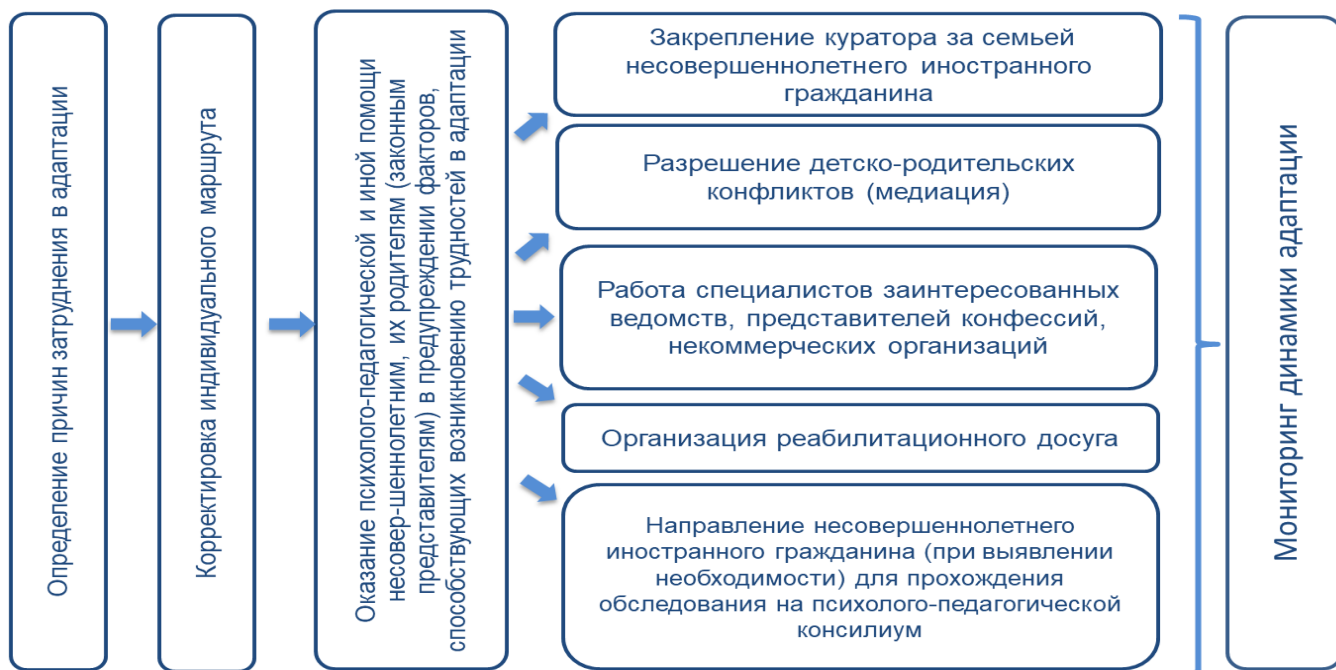 Определение причин затруднения в адаптации
Корректировка индивидуального маршрута
Оказание психолого-педагогической и иной помощи
несовер-шеннолетним, их родителям (законным
представителям) в предупреждении факторов,
способствующих возникновению трудностей в адаптации
Закрепление куратора за семьей
несовершеннолетнего иностранного
гражданина
Разрешение детско-родительских
конфликтов (медиация)
Работа специалистов заинтересованных
ведомств, представителей конфессий,
некоммерческих организаций
Организация реабилитационного досуга
Направление несовершеннолетнего
иностранного гражданина (при выявлении
необходимости) для прохождения
обследования на психолого-педагогической
консилиум
Мониторинг динамики адаптации